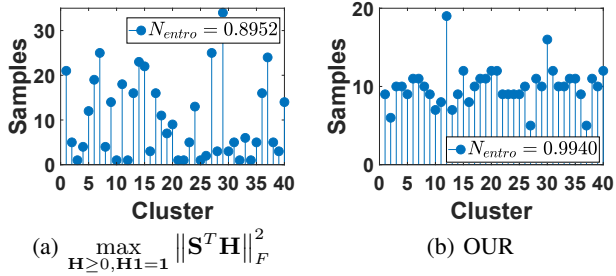 30
20
10
0
Samples
N_entro = 0.8952
0 5 10 15 20 25 30 35 40
Cluster
(a) max_{H≥0,H1=1} ‖S^T H‖_F^2
20
10
0
Samples
N_entro = 0.9940
0 5 10 15 20 25 30 35 40
Cluster
(b) OUR